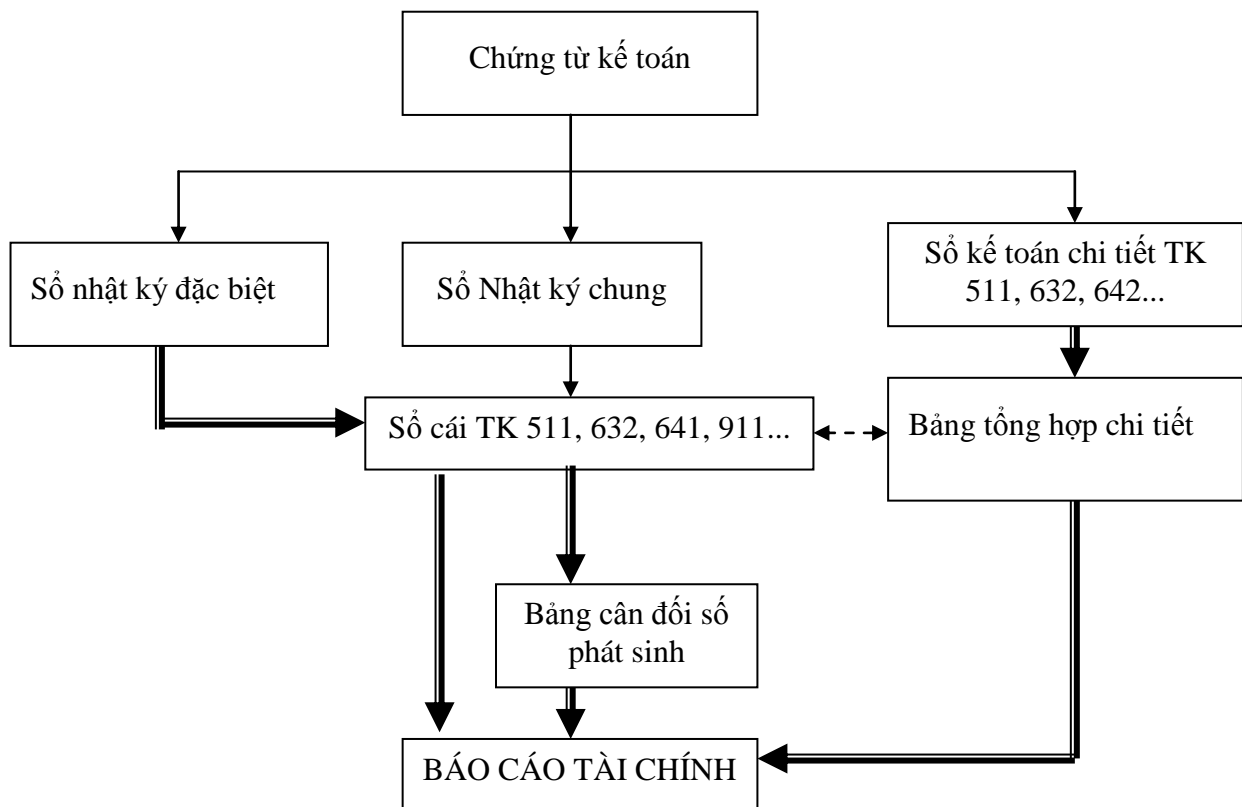 Chứng từ kế toán
Sổ nhật ký đặc biệt
Sổ Nhật ký chung
Sổ kế toán chi tiết TK
511, 632, 642...
Sổ cái TK 511, 632, 641, 911...
Bảng tổng hợp chi tiết
Bảng cân đối số
phát sinh
BÁO CÁO TÀI CHÍNH